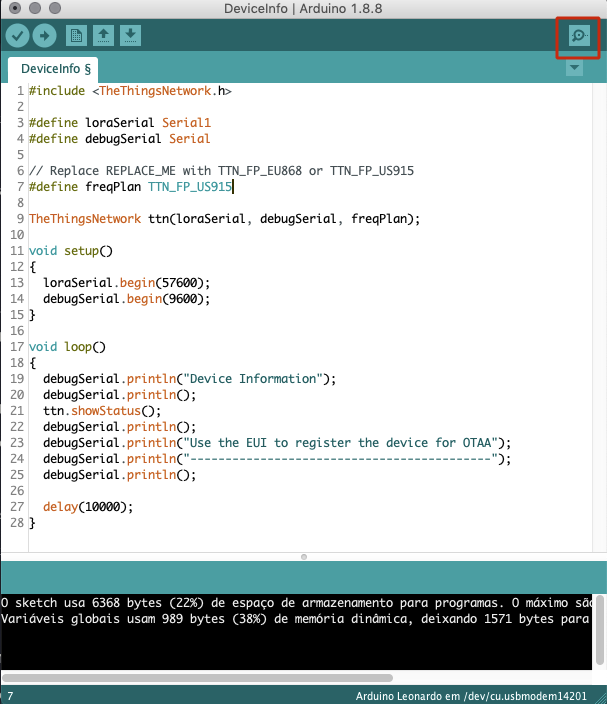 DeviceInfo | Arduino 1.8.8
DeviceInfo §
1 #include <TheThingsNetwork.h>
2
3 #define loraSerial Serial1
4 #define debugSerial Serial
5
6 // Replace REPLACE_ME with TTN_FP_EU868 or TTN_FP_US915
7 #define freqPlan TTN_FP_US915
8
9 TheThingsNetwork ttn(loraSerial, debugSerial, freqPlan);
10
11 void setup()
12 {
13   loraSerial.begin(57600);
14   debugSerial.begin(9600);
15 }
16
17 void loop()
18 {
19   debugSerial.println("Device Information");
20   debugSerial.println();
21   ttn.showStatus();
22   debugSerial.println();
23   debugSerial.println("Use the EUI to register the device for OTAA");
24   debugSerial.println("-------------------------------------------");
25   debugSerial.println();
26
27   delay(10000);
28 }
O sketch usa 6368 bytes (22%) de espaço de armazenamento para programas. O máximo são
Variáveis globais usam 989 bytes (38%) de memória dinâmica, deixando 1571 bytes para
7
Arduino Leonardo em /dev/cu.usbmodem14201